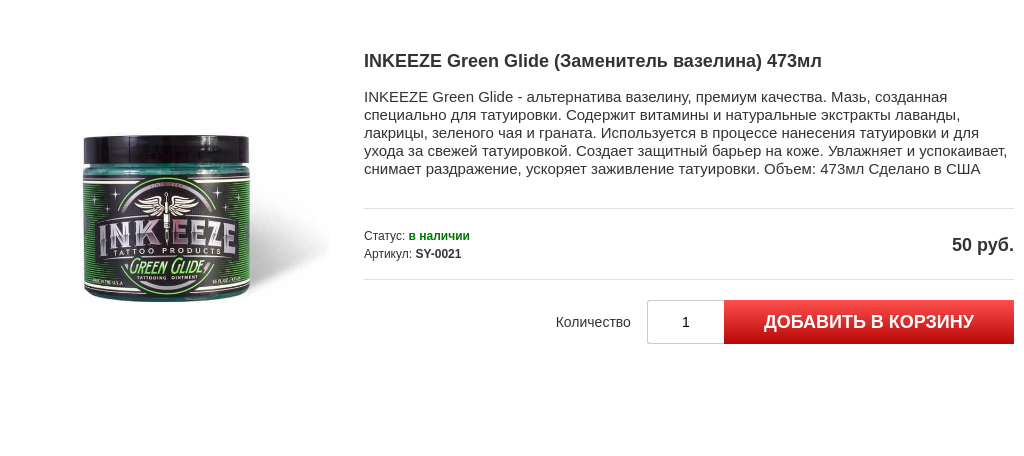 INKEEZE Green Glide (Заменитель вазелина) 473мл
INKEEZE Green Glide - альтернатива вазелину, премиум качества. Мазь, созданная
специально для татуировки. Содержит витамины и натуральные экстракты лаванды,
лакрицы, зеленого чая и граната. Используется в процессе нанесения татуировки и для
ухода за свежей татуировкой. Создает защитный барьер на коже. Увлажняет и успокаивает,
снимает раздражение, ускоряет заживление татуировки. Объем: 473мл Сделано в США
Статус: в наличии
Артикул: SY-0021
50 руб.
Количество
1
ДОБАВИТЬ В КОРЗИНУ
INKEEZE
TATTOO PRODUCTS
GREEN GLIDE
TATTOOING OINTMENT